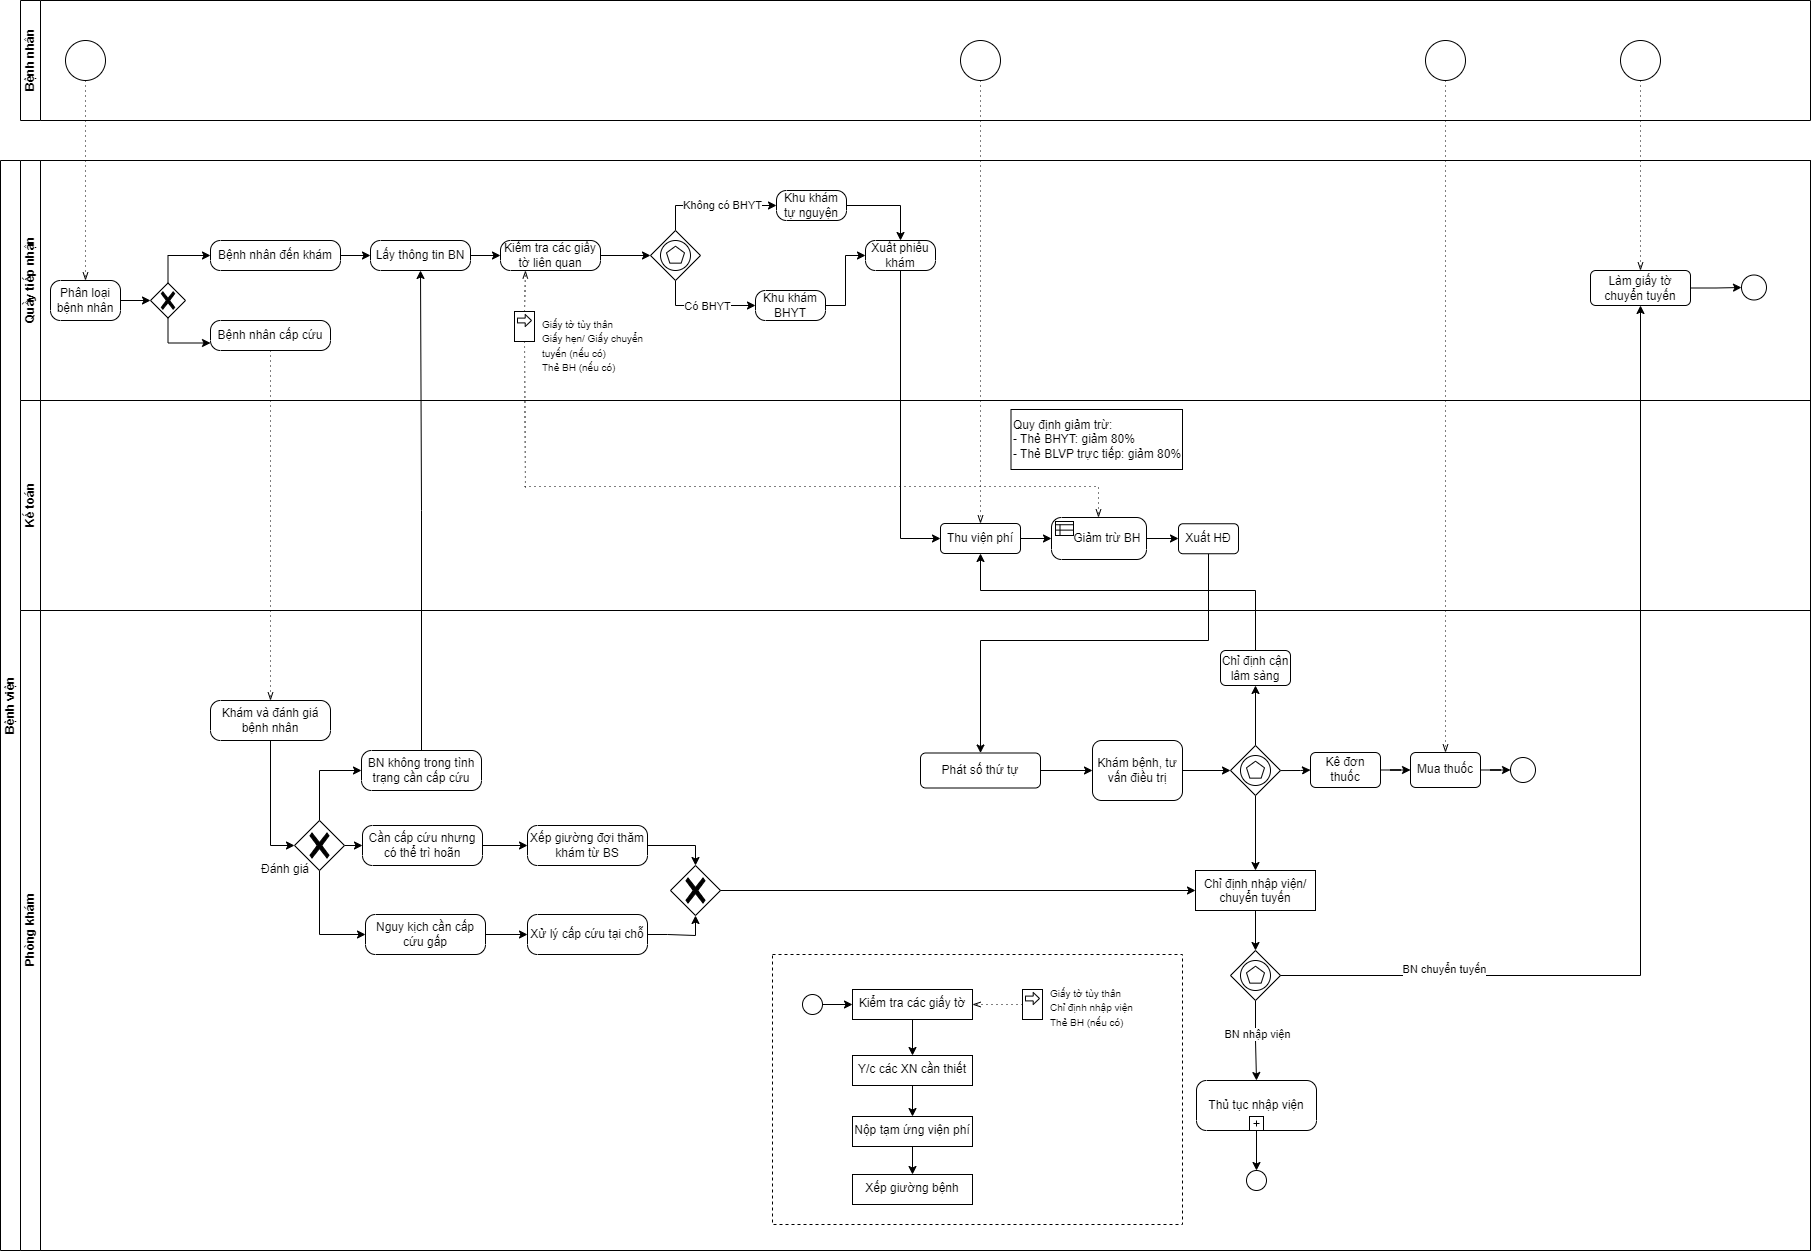 Bệnh nhân
Bệnh viện
Quầy tiếp nhận
Phân loại
bệnh nhân
Bệnh nhân đến khám
Bệnh nhân cấp cứu
Lấy thông tin BN
Kiểm tra các giấy
tờ liên quan
Giấy tờ tùy thân
Giấy hẹn/ Giấy chuyển
tuyến (nếu có)
Thẻ BH (nếu có)
Không có BHYT
Có BHYT
Khu khám
tự nguyện
Khu khám
BHYT
Xuất phiếu
khám
Làm giấy tờ
chuyển tuyến
Kế toán
Quy định giảm trừ:
- Thẻ BHYT: giảm 80%
- Thẻ BLVP trực tiếp: giảm 80%
Thu viện phí
Giảm trừ BH
Xuất HĐ
Phòng khám
Khám và đánh giá
bệnh nhân
Đánh giá
BN không trong tình
trạng cần cấp cứu
Cần cấp cứu nhưng
có thể trì hoãn
Nguy kịch cần cấp
cứu gấp
Xếp giường đợi thăm
khám từ BS
Xử lý cấp cứu tại chỗ
Phát số thứ tự
Khám bệnh, tư
vấn điều trị
Chỉ định cận
lâm sàng
Kê đơn
thuốc
Mua thuốc
Chỉ định nhập viện/
chuyển tuyến
BN chuyển tuyến
BN nhập viện
Thủ tục nhập viện
Kiểm tra các giấy tờ
Giấy tờ tùy thân
Chỉ định nhập viện
Thẻ BH (nếu có)
Y/c các XN cần thiết
Nộp tạm ứng viện phí
Xếp giường bệnh